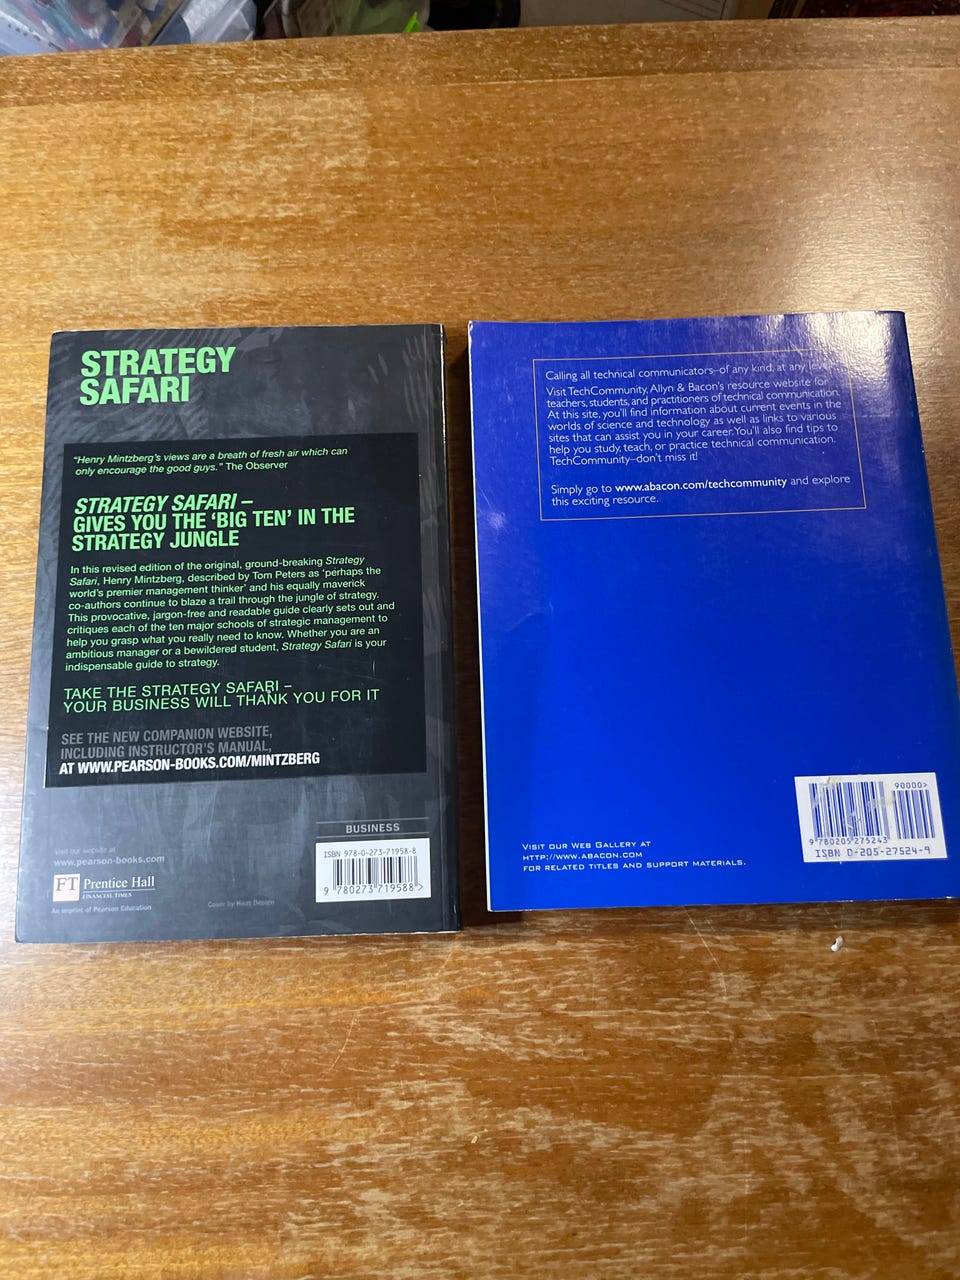 STRATEGY
SAFARI
"Henry Mintzberg's views are a breath of fresh air which can
only encourage the good guys." The Observer
STRATEGY SAFARI –
GIVES YOU THE 'BIG TEN' IN THE
STRATEGY JUNGLE
In this revised edition of the original, ground-breaking Strategy
Safari, Henry Mintzberg, described by Tom Peters as 'perhaps the
world's premier management thinker' and his equally maverick
co-authors continue to blaze a trail through the jungle of strategy.
This provocative, jargon-free and readable guide clearly sets out and
critiques each of the ten major schools of strategic management to
help you grasp what you really need to know. Whether you are an
ambitious manager or a bewildered student, Strategy Safari is your
indispensable guide to strategy.
TAKE THE STRATEGY SAFARI –
YOUR BUSINESS WILL THANK YOU FOR IT
SEE THE NEW COMPANION WEBSITE,
INCLUDING INSTRUCTOR'S MANUAL,
AT WWW.PEARSON-BOOKS.COM/MINTZBERG
BUSINESS
Visit our website at
www.pearson-books.com
FT Prentice Hall
FINANCIAL TIMES
An imprint of Pearson Education
Cover by Heat Design
ISBN 978-0-273-71958-8
9 780273 719588 >
Calling all technical communicators–of any kind, at any level!
Visit TechCommunity, Allyn & Bacon's resource website for
teachers, students, and practitioners of technical communication.
At this site, you'll find information about current events in the
worlds of science and technology as well as links to various
sites that can assist you in your career. You'll also find tips to
help you study, teach, or practice technical communication.
TechCommunity–don't miss it!
Simply go to www.abacon.com/techcommunity and explore
this exciting resource.
VISIT OUR WEB GALLERY AT
HTTP://WWW.ABACON.COM
FOR RELATED TITLES AND SUPPORT MATERIALS.
90000>
9 780205 275243
ISBN 0-205-27524-9